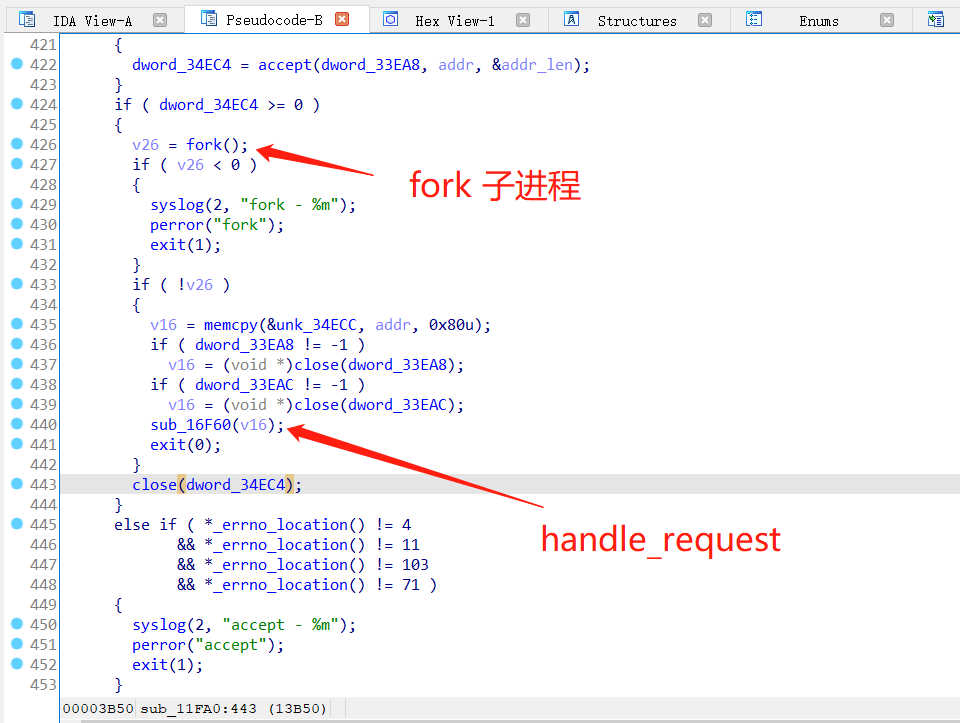 IDA View-A Pseudocode-B Hex View-1 Structures Enums
421 {
422 dword_34EC4 = accept(dword_33EA8, addr, &addr_len);
423 }
424 if ( dword_34EC4 >= 0 )
425 {
426 v26 = fork();
427 if ( v26 < 0 )
fork 子进程
428 {
429 syslog(2, "fork - %m");
430 perror("fork");
431 exit(1);
432 }
433 if ( !v26 )
434 {
435 v16 = memcpy(&unk_34ECC, addr, 0x80u);
436 if ( dword_33EA8 != -1 )
437 v16 = (void *)close(dword_33EA8);
438 if ( dword_33EAC != -1 )
439 v16 = (void *)close(dword_33EAC);
440 sub_16F60(v16);
441 exit(0);
442 }
443 close(dword_34EC4);
444 }
445 else if ( *_errno_location() != 4
handle_request
446 && *_errno_location() != 11
447 && *_errno_location() != 103
448 && *_errno_location() != 71 )
449 {
450 syslog(2, "accept - %m");
451 perror("accept");
452 exit(1);
453 }
00003B50 sub_11FA0:443 (13B50)